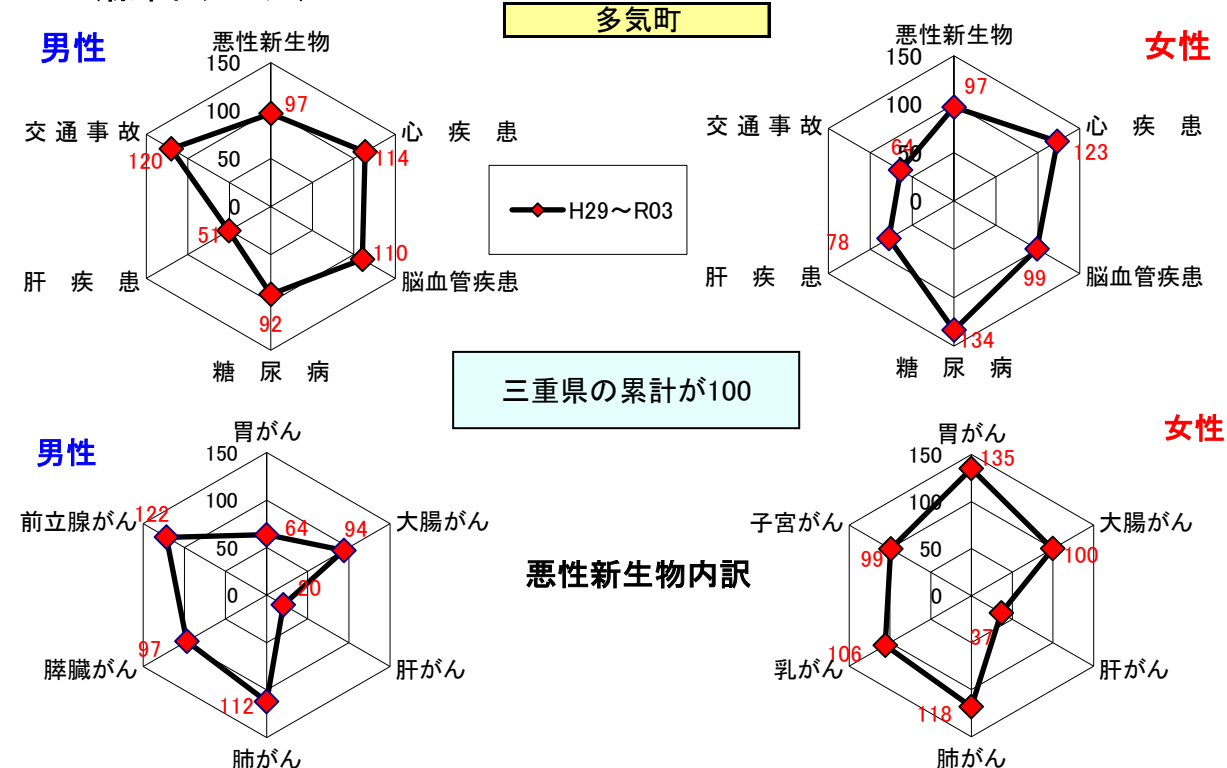 多気町
男性
悪性新生物
150
100
50
0
97
心　疾　患
114
脳血管疾患
110
糖　尿　病
92
肝　疾　患
51
交 通 事 故
120
H29～R03
女性
悪性新生物
150
100
50
0
97
心　疾　患
123
脳血管疾患
99
糖　尿　病
134
肝　疾　患
78
交 通 事 故
64
三重県の累計が100
男性
胃がん
150
100
50
0
64
大腸がん
94
肝がん
20
肺がん
112
膵臓がん
97
前立腺がん
122
悪性新生物内訳
女性
胃がん
150
100
50
0
135
大腸がん
100
肝がん
37
肺がん
118
乳がん
106
子宮がん
99